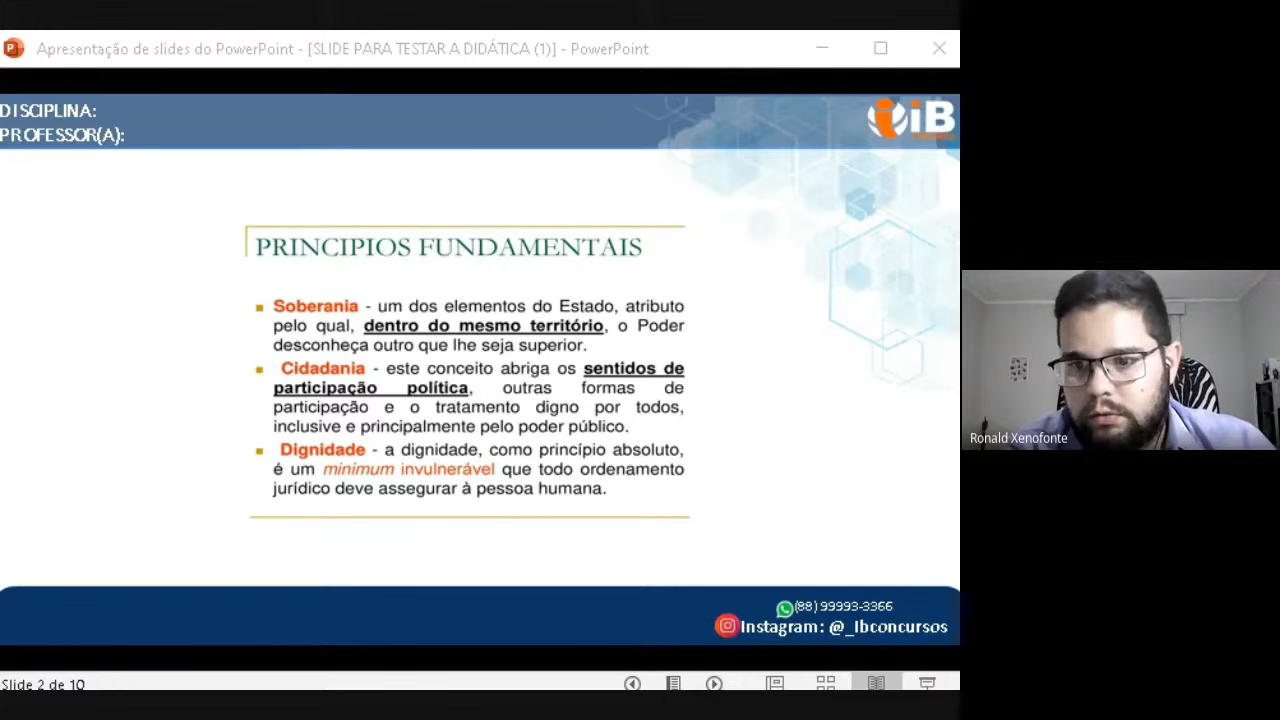 Apresentação de slides do PowerPoint - [SLIDE PARA TESTAR A DIDÁTICA (1)] - PowerPoint
DISCIPLINA:
PROFESSOR(A):
iB
PRINCIPIOS FUNDAMENTAIS
Soberania - um dos elementos do Estado, atributo
pelo qual, dentro do mesmo território, o Poder
desconheça outro que lhe seja superior.
Cidadania - este conceito abriga os sentidos de
participação política, outras formas de
participação e o tratamento digno por todos,
inclusive e principalmente pelo poder público.
Dignidade - a dignidade, como princípio absoluto,
é um minimum invulnerável que todo ordenamento
jurídico deve assegurar à pessoa humana.
Ronald Xenofonte
(88) 99993-3366
Instagram: @_Ibconcursos
Slide 2 de 10